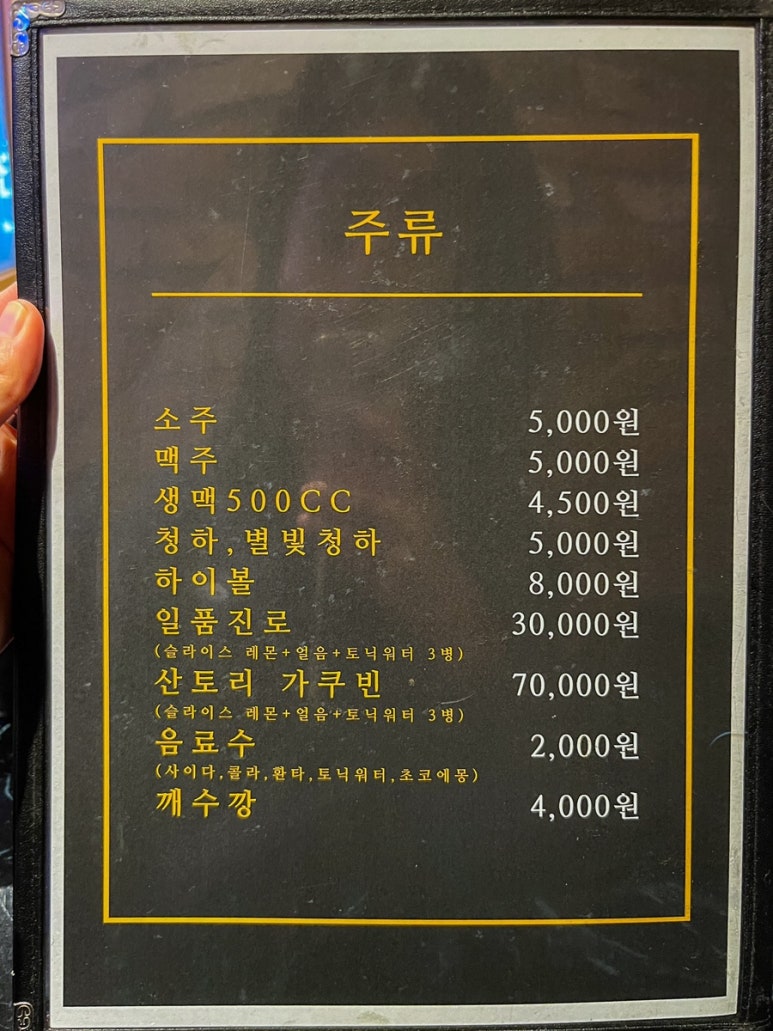 주류
소주 5,000원
맥주 5,000원
생맥500CC 4,500원
청하,별빛청하 5,000원
하이볼 8,000원
일품진로 30,000원
(슬라이스 레몬+얼음+토닉워터 3병)
산토리 가쿠빈 70,000원
(슬라이스 레몬+얼음+토닉워터 3병)
음료수 2,000원
(사이다,콜라,환타,토닉워터,초코에몽)
깨수깡 4,000원